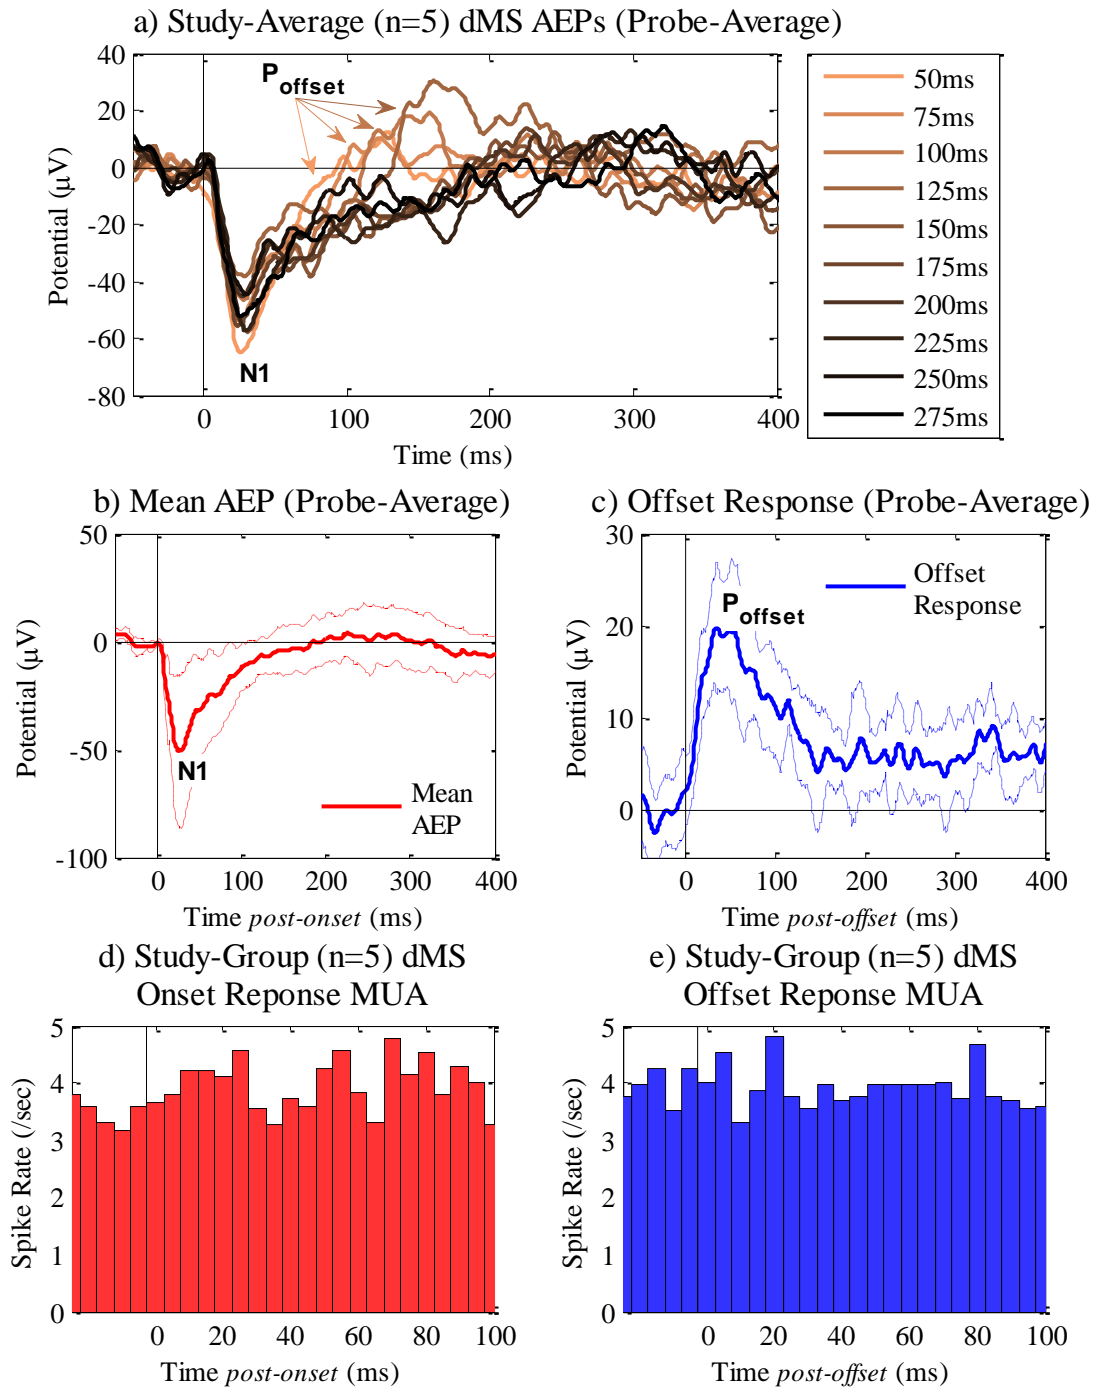 a) Study-Average (n=5) dMS AEPs (Probe-Average)
40
20
0
-20
-40
-60
-80
Potential (µV)
P offset
N1
0
100
200
300
400
Time (ms)
50ms
75ms
100ms
125ms
150ms
175ms
200ms
225ms
250ms
275ms
b) Mean AEP (Probe-Average)
50
0
-50
-100
Potential (µV)
N1
Mean
AEP
0
100
200
300
400
Time post-onset (ms)
c) Offset Response (Probe-Average)
30
20
10
0
Potential (µV)
P offset
Offset
Response
0
100
200
300
400
Time post-offset (ms)
d) Study-Group (n=5) dMS
Onset Reponse MUA
5
4
3
2
1
0
Spike Rate (/sec)
0
20
40
60
80
100
Time post-onset (ms)
e) Study-Group (n=5) dMS
Offset Reponse MUA
5
4
3
2
1
0
Spike Rate (/sec)
0
20
40
60
80
100
Time post-offset (ms)